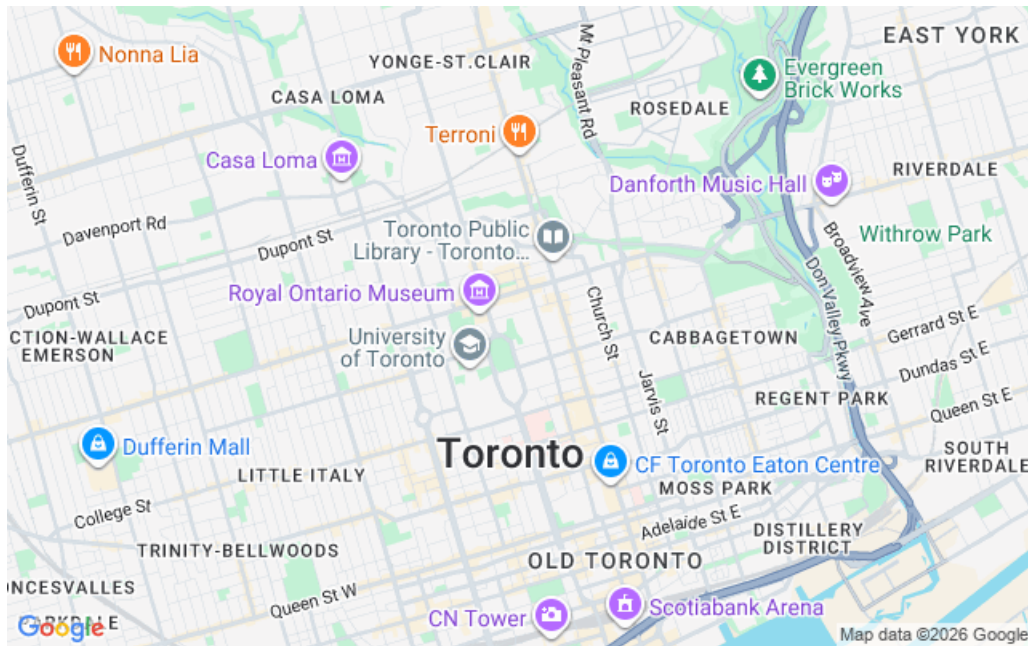 EAST YORK
Nonna Lia
YONGE-ST.CLAIR
Mt Pleasant Rd
Evergreen
Brick Works
CASA LOMA
ROSEDALE
Terroni
Dufferin St
Casa Loma
Danforth Music Hall
RIVERDALE
Davenport Rd
Dupont St
Toronto Public
Library - Toronto...
Broadview Ave
Withrow Park
Don Valley Pkwy
Dupont St
Royal Ontario Museum
Church St
CTION-WALLACE
EMERSON
University
of Toronto
CABBAGETOWN
Gerrard St E
Dundas St E
Jarvis St
REGENT PARK
Queen St E
Dufferin Mall
Toronto
CF Toronto Eaton Centre
SOUTH
RIVERDALE
LITTLE ITALY
MOSS PARK
College St
Adelaide St E
DISTILLERY
DISTRICT
TRINITY-BELLWOODS
OLD TORONTO
ONCESVALLES
Queen St W
CN Tower
Scotiabank Arena
PARKDALE
Google
Map data ©2026 Google